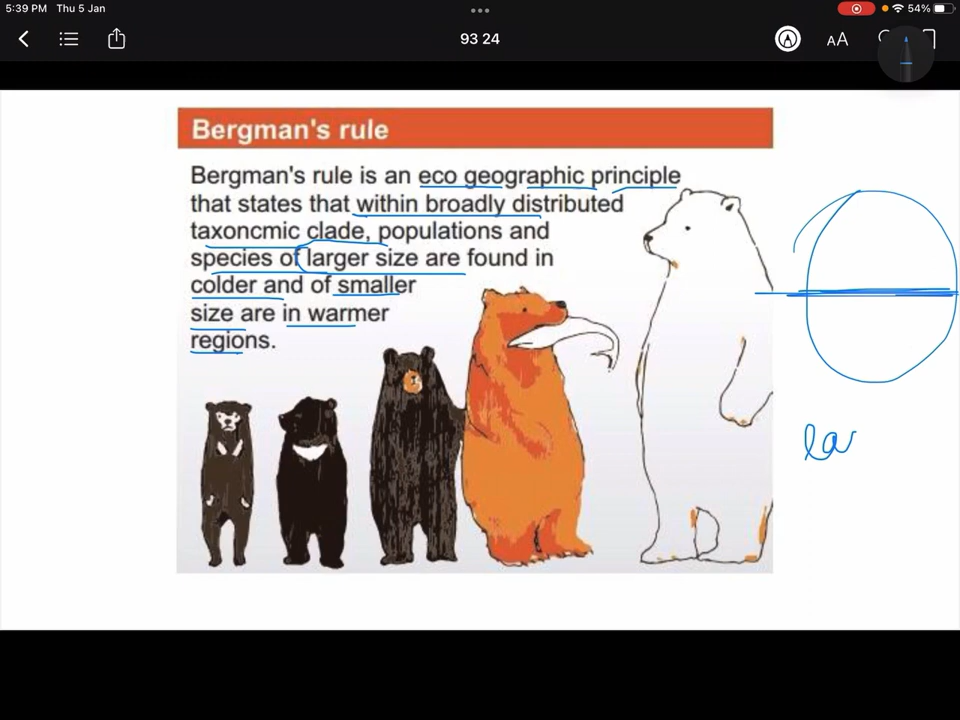 5:39 PM Thu 5 Jan
54%
93 24
AA
Bergman's rule
Bergman's rule is an eco geographic principle
that states that within broadly distributed
taxoncmic clade, populations and
species of larger size are found in
colder and of smaller
size are in warmer
regions.
la